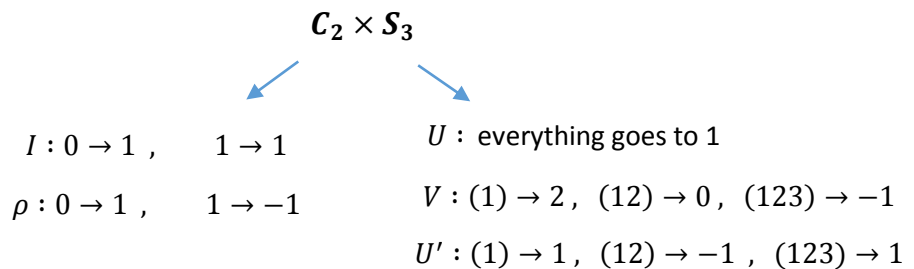 C₂ × S₃
I : 0 → 1 , 1 → 1
ρ : 0 → 1 , 1 → −1
U : everything goes to 1
V : (1) → 2 , (12) → 0 , (123) → −1
U′ : (1) → 1 , (12) → −1 , (123) → 1